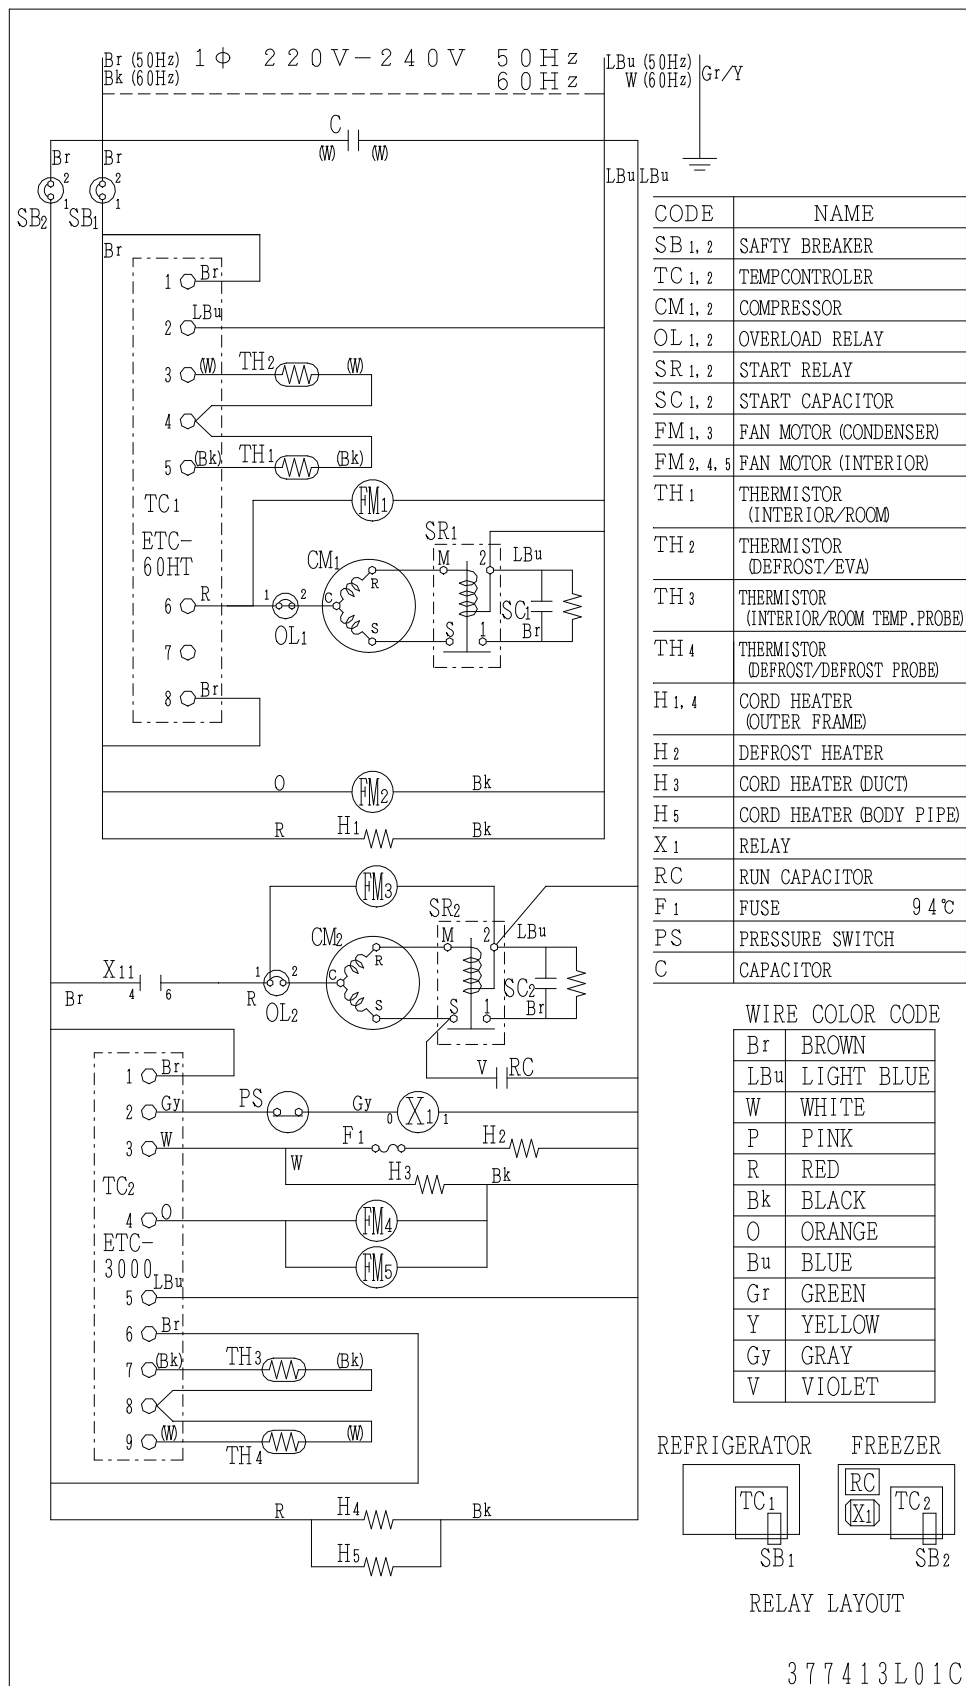 Br (50Hz) 1φ 220V-240V 50Hz LBu (50Hz) Gr/Y
Bk (60Hz) 60Hz W (60Hz)
C
(W) (W)
Br Br LBu LBu
2 2
1 1
SB2 SB1
Br
1 Br
2 LBu
3 (W) TH2 (W)
4
5 (Bk) TH1 (Bk)
TC1 FM1
ETC-
60HT
SR1
CM1 M 2 LBu
R
6 R 1 2 C SC1
OL1 S S 1 Br
7
8 Br
O FM2 Bk
R H1 Bk
FM3
SR2
CM2 M 2 LBu
R
X11 1 2 C
4 6 SC2
Br R OL2 S S 1 Br
V RC
1 Br
2 Gy PS Gy 0 X1 1
3 W F1 H2
W H3 Bk
TC2
4 O FM4
ETC-
3000 FM5
5 LBu
6 Br
7 (Bk) TH3 (Bk)
8
9 (W) TH4 (W)
R H4 Bk
H5
CODE NAME
SB1, 2 SAFTY BREAKER
TC1, 2 TEMPCONTROLER
CM1, 2 COMPRESSOR
OL1, 2 OVERLOAD RELAY
SR1, 2 START RELAY
SC1, 2 START CAPACITOR
FM1, 3 FAN MOTOR (CONDENSER)
FM2, 4, 5 FAN MOTOR (INTERIOR)
TH1 THERMISTOR
(INTERIOR/ROOM)
TH2 THERMISTOR
(DEFROST/EVA)
TH3 THERMISTOR
(INTERIOR/ROOM TEMP.PROBE)
TH4 THERMISTOR
(DEFROST/DEFROST PROBE)
H1, 4 CORD HEATER
(OUTER FRAME)
H2 DEFROST HEATER
H3 CORD HEATER (DUCT)
H5 CORD HEATER (BODY PIPE)
X1 RELAY
RC RUN CAPACITOR
F1 FUSE 94℃
PS PRESSURE SWITCH
C CAPACITOR
WIRE COLOR CODE
Br BROWN
LBu LIGHT BLUE
W WHITE
P PINK
R RED
Bk BLACK
O ORANGE
Bu BLUE
Gr GREEN
Y YELLOW
Gy GRAY
V VIOLET
REFRIGERATOR FREEZER
RC
TC1 X1 TC2
SB1 SB2
RELAY LAYOUT
377413L01C